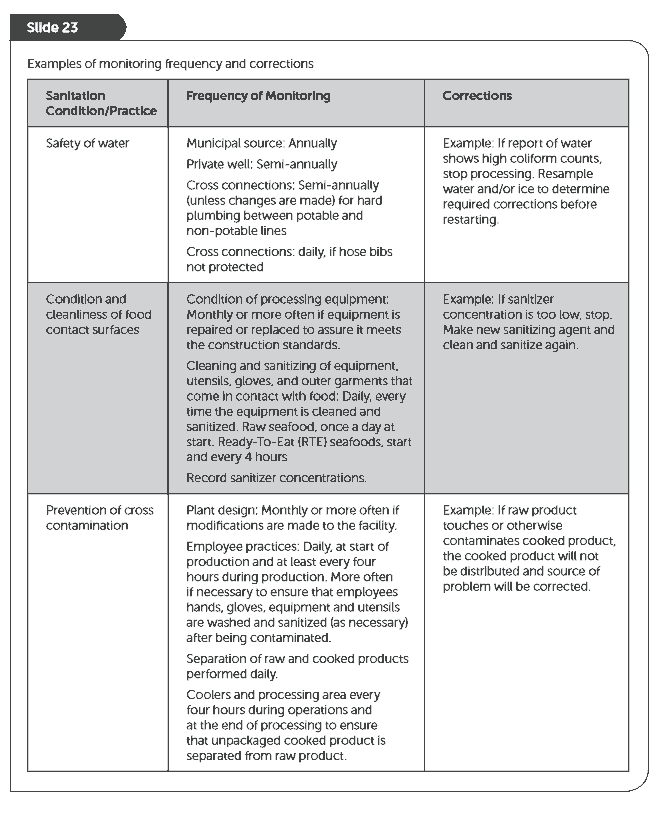 Slide 23
Examples of monitoring frequency and corrections
Sanitation
Condition/Practice
Frequency of Monitoring
Corrections
Safety of water
Municipal source: Annually
Private well: Semi-annually
Cross connections: Semi-annually
(unless changes are made) for hard
plumbing between potable and
non-potable lines
Cross connections: daily, if hose bibs
not protected
Example: If report of water
shows high coliform counts,
stop processing. Resample
water and/or ice to determine
required corrections before
restarting.
Condition and
cleanliness of food
contact surfaces
Condition of processing equipment:
Monthly or more often if equipment is
repaired or replaced to assure it meets
the construction standards.
Cleaning and sanitizing of equipment,
utensils, gloves, and outer garments that
come in contact with food: Daily, every
time the equipment is cleaned and
sanitized. Raw seafood, once a day at
start. Ready-To-Eat (RTE) seafoods, start
and every 4 hours
Record sanitizer concentrations.
Example: If sanitizer
concentration is too low, stop.
Make new sanitizing agent and
clean and sanitize again.
Prevention of cross
contamination
Plant design: Monthly or more often if
modifications are made to the facility.
Employee practices: Daily, at start of
production and at least every four
hours during production. More often
if necessary to ensure that employees
hands, gloves, equipment and utensils
are washed and sanitized (as necessary)
after being contaminated.
Separation of raw and cooked products
performed daily.
Coolers and processing area every
four hours during operations and
at the end of processing to ensure
that unpackaged cooked product is
separated from raw product.
Example: If raw product
touches or otherwise
contaminates cooked product,
the cooked product will not
be distributed and source of
problem will be corrected.